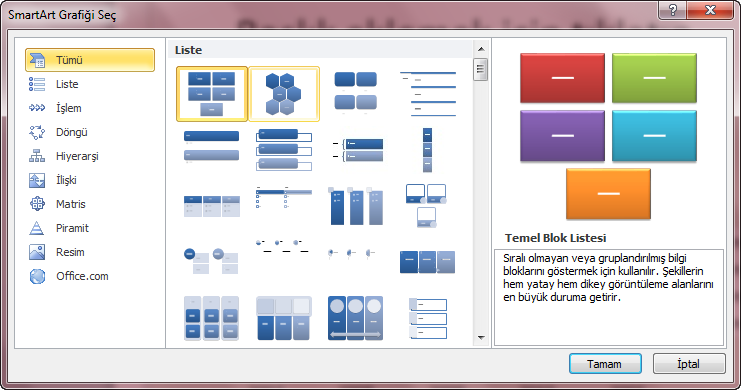 SmartArt Grafiği Seç
Tümü
Liste
İşlem
Döngü
Hiyerarşi
İlişki
Matris
Piramit
Resim
Office.com
Liste
Temel Blok Listesi
Sıralı olmayan veya gruplandırılmış bilgi
bloklarını göstermek için kullanılır. Şekillerin
hem yatay hem dikey görüntüleme alanlarını
en büyük duruma getirir.
Tamam
İptal